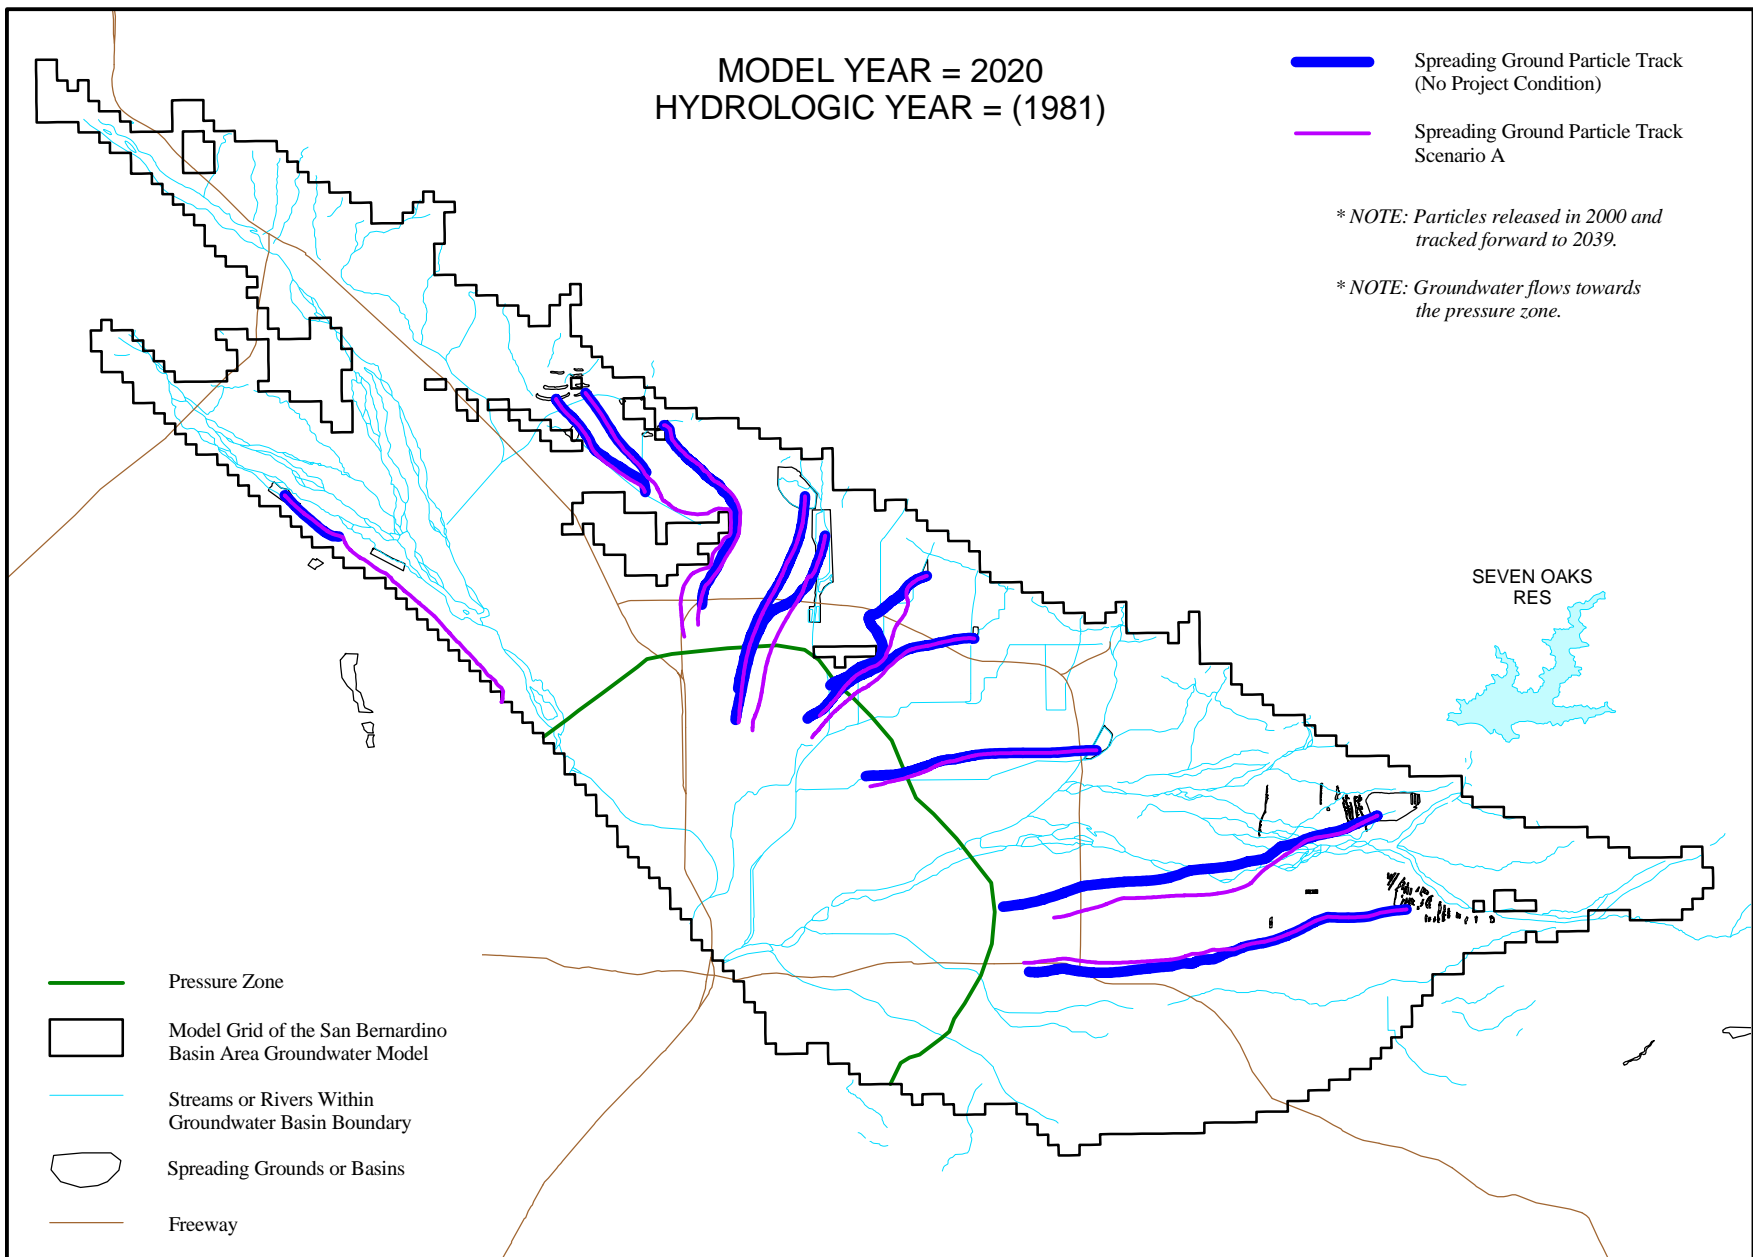 MODEL YEAR = 2020
HYDROLOGIC YEAR = (1981)
Spreading Ground Particle Track
(No Project Condition)
Spreading Ground Particle Track
Scenario A
* NOTE: Particles released in 2000 and
tracked forward to 2039.
* NOTE: Groundwater flows towards
the pressure zone.
SEVEN OAKS
RES
Pressure Zone
Model Grid of the San Bernardino
Basin Area Groundwater Model
Streams or Rivers Within
Groundwater Basin Boundary
Spreading Grounds or Basins
Freeway